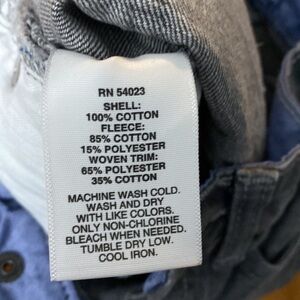 RN 54023
SHELL:
100% COTTON
FLEECE:
85% COTTON
15% POLYESTER
WOVEN TRIM:
65% POLYESTER
35% COTTON
MACHINE WASH COLD.
WASH AND DRY
WITH LIKE COLORS.
ONLY NON-CHLORINE
BLEACH WHEN NEEDED.
TUMBLE DRY LOW.
COOL IRON.